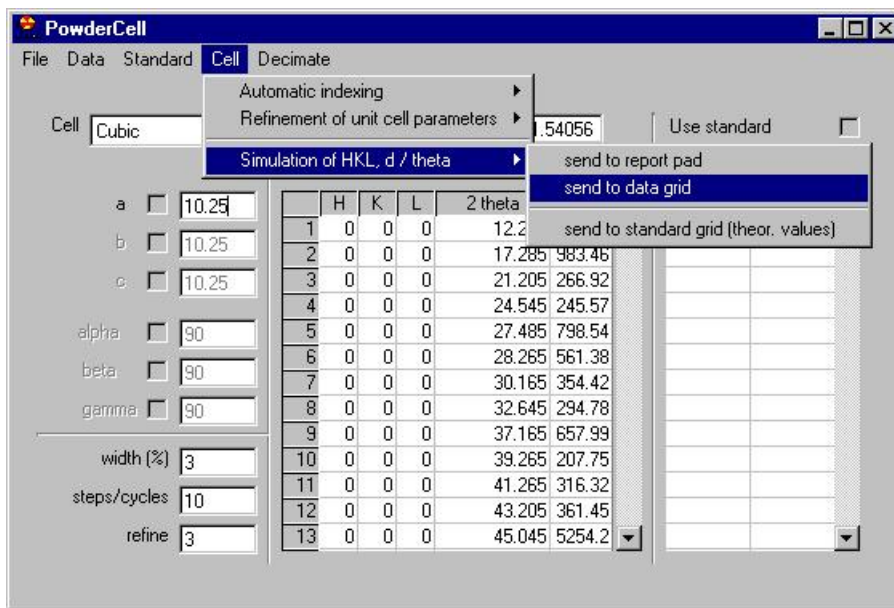 PowderCell
File Data Standard Cell Decimate
Automatic indexing
Refinement of unit cell parameters
Simulation of HKL, d / theta
send to report pad
send to data grid
send to standard grid (theor. values)
Cell Cubic .54056 Use standard
a 10.25
b 10.25
c 10.25
alpha 90
beta 90
gamma 90
width (%) 3
steps/cycles 10
refine 3
H K L 2 theta
1 0 0 0 12.2
2 0 0 0 17.285 983.46
3 0 0 0 21.205 266.92
4 0 0 0 24.545 245.57
5 0 0 0 27.485 798.54
6 0 0 0 28.265 561.38
7 0 0 0 30.165 354.42
8 0 0 0 32.645 294.78
9 0 0 0 37.165 657.99
10 0 0 0 39.265 207.75
11 0 0 0 41.265 316.32
12 0 0 0 43.205 361.45
13 0 0 0 45.045 5254.2